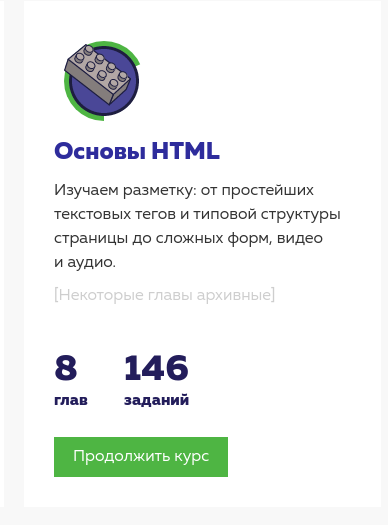 Основы HTML
Изучаем разметку: от простейших
текстовых тегов и типовой структуры
страницы до сложных форм, видео
и аудио.
[Некоторые главы архивные]
8 146
глав заданий
Продолжить курс